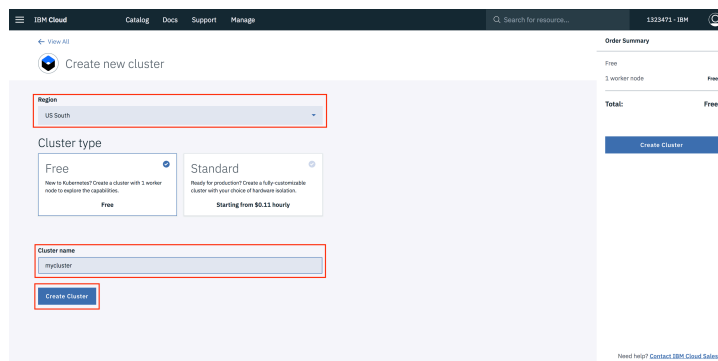 IBM Cloud
Catalog
Docs
Support
Manage
Search for resource...
1323471 - IBM
← View All
Create new cluster
Region
US South
Cluster type
Free
New to Kubernetes? Create a cluster with 1 worker
node to explore the capabilities.
Free
Standard
Ready for production? Create a fully-customizable
cluster with your choice of hardware isolation.
Starting from $0.11 hourly
Cluster name
mycluster
Create Cluster
Order Summary
Free
1 worker node Free
Total: Free
Create Cluster
Need help? Contact IBM Cloud Sales